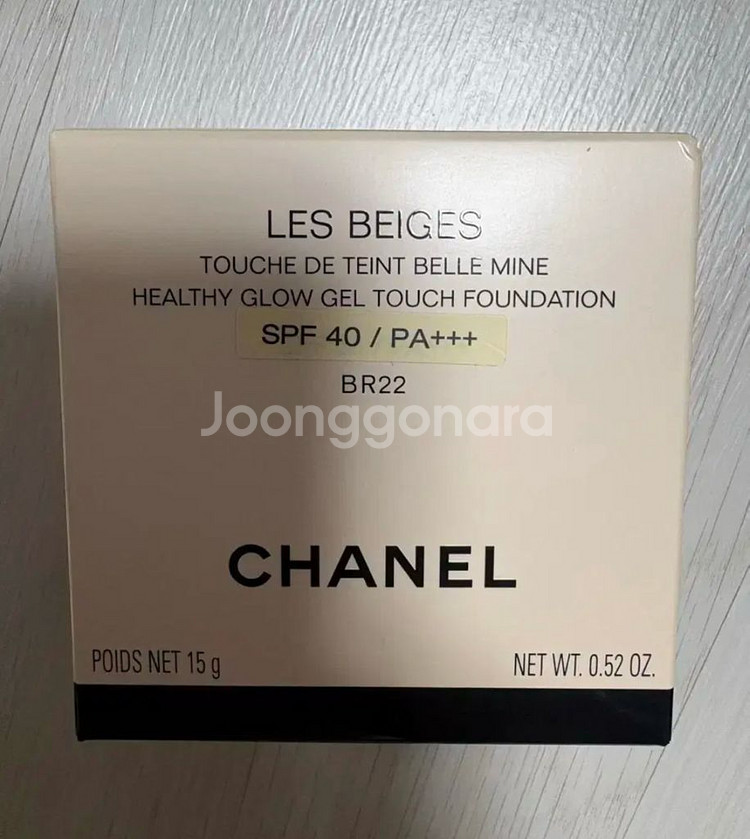 LES BEIGES
TOUCHE DE TEINT BELLE MINE
HEALTHY GLOW GEL TOUCH FOUNDATION
SPF 40 / PA+++
BR22
Joonggonara
CHANEL
POIDS NET 15 g
NET WT. 0.52 OZ.